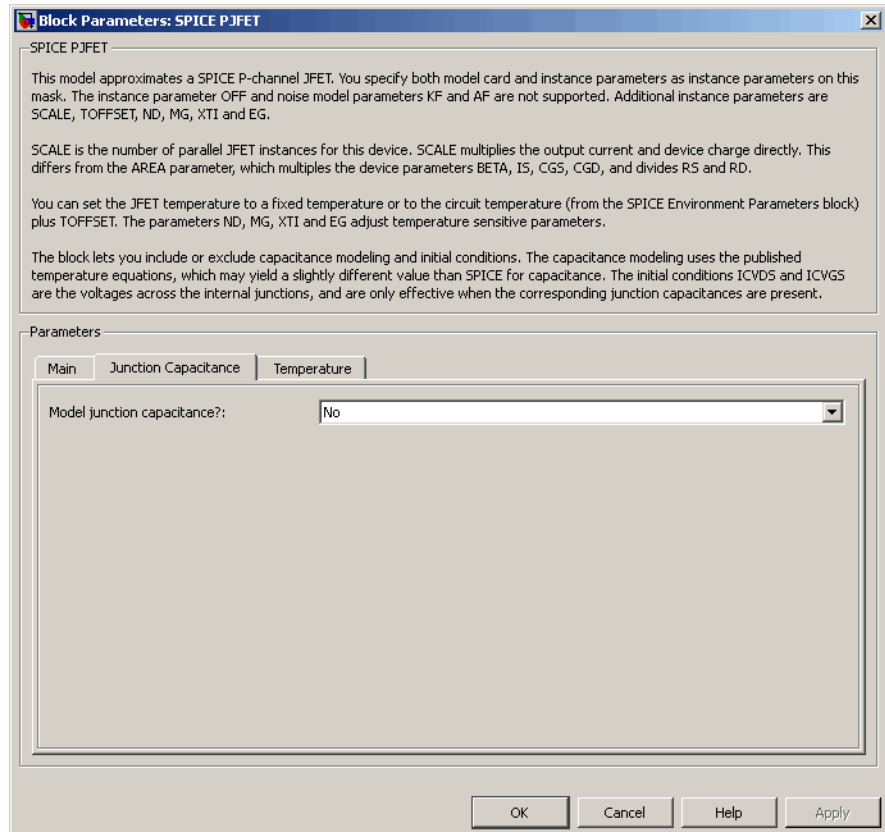 Block Parameters: SPICE PJFET
SPICE PJFET
This model approximates a SPICE P-channel JFET. You specify both model card and instance parameters as instance parameters on this
mask. The instance parameter OFF and noise model parameters KF and AF are not supported. Additional instance parameters are
SCALE, TOFFSET, ND, MG, XTI and EG.
SCALE is the number of parallel JFET instances for this device. SCALE multiplies the output current and device charge directly. This
differs from the AREA parameter, which multiples the device parameters BETA, IS, CGS, CGD, and divides RS and RD.
You can set the JFET temperature to a fixed temperature or to the circuit temperature (from the SPICE Environment Parameters block)
plus TOFFSET. The parameters ND, MG, XTI and EG adjust temperature sensitive parameters.
The block lets you include or exclude capacitance modeling and initial conditions. The capacitance modeling uses the published
temperature equations, which may yield a slightly different value than SPICE for capacitance. The initial conditions ICVDS and ICVGS
are the voltages across the internal junctions, and are only effective when the corresponding junction capacitances are present.
Parameters
Main Junction Capacitance Temperature
Model junction capacitance?: No
OK Cancel Help Apply